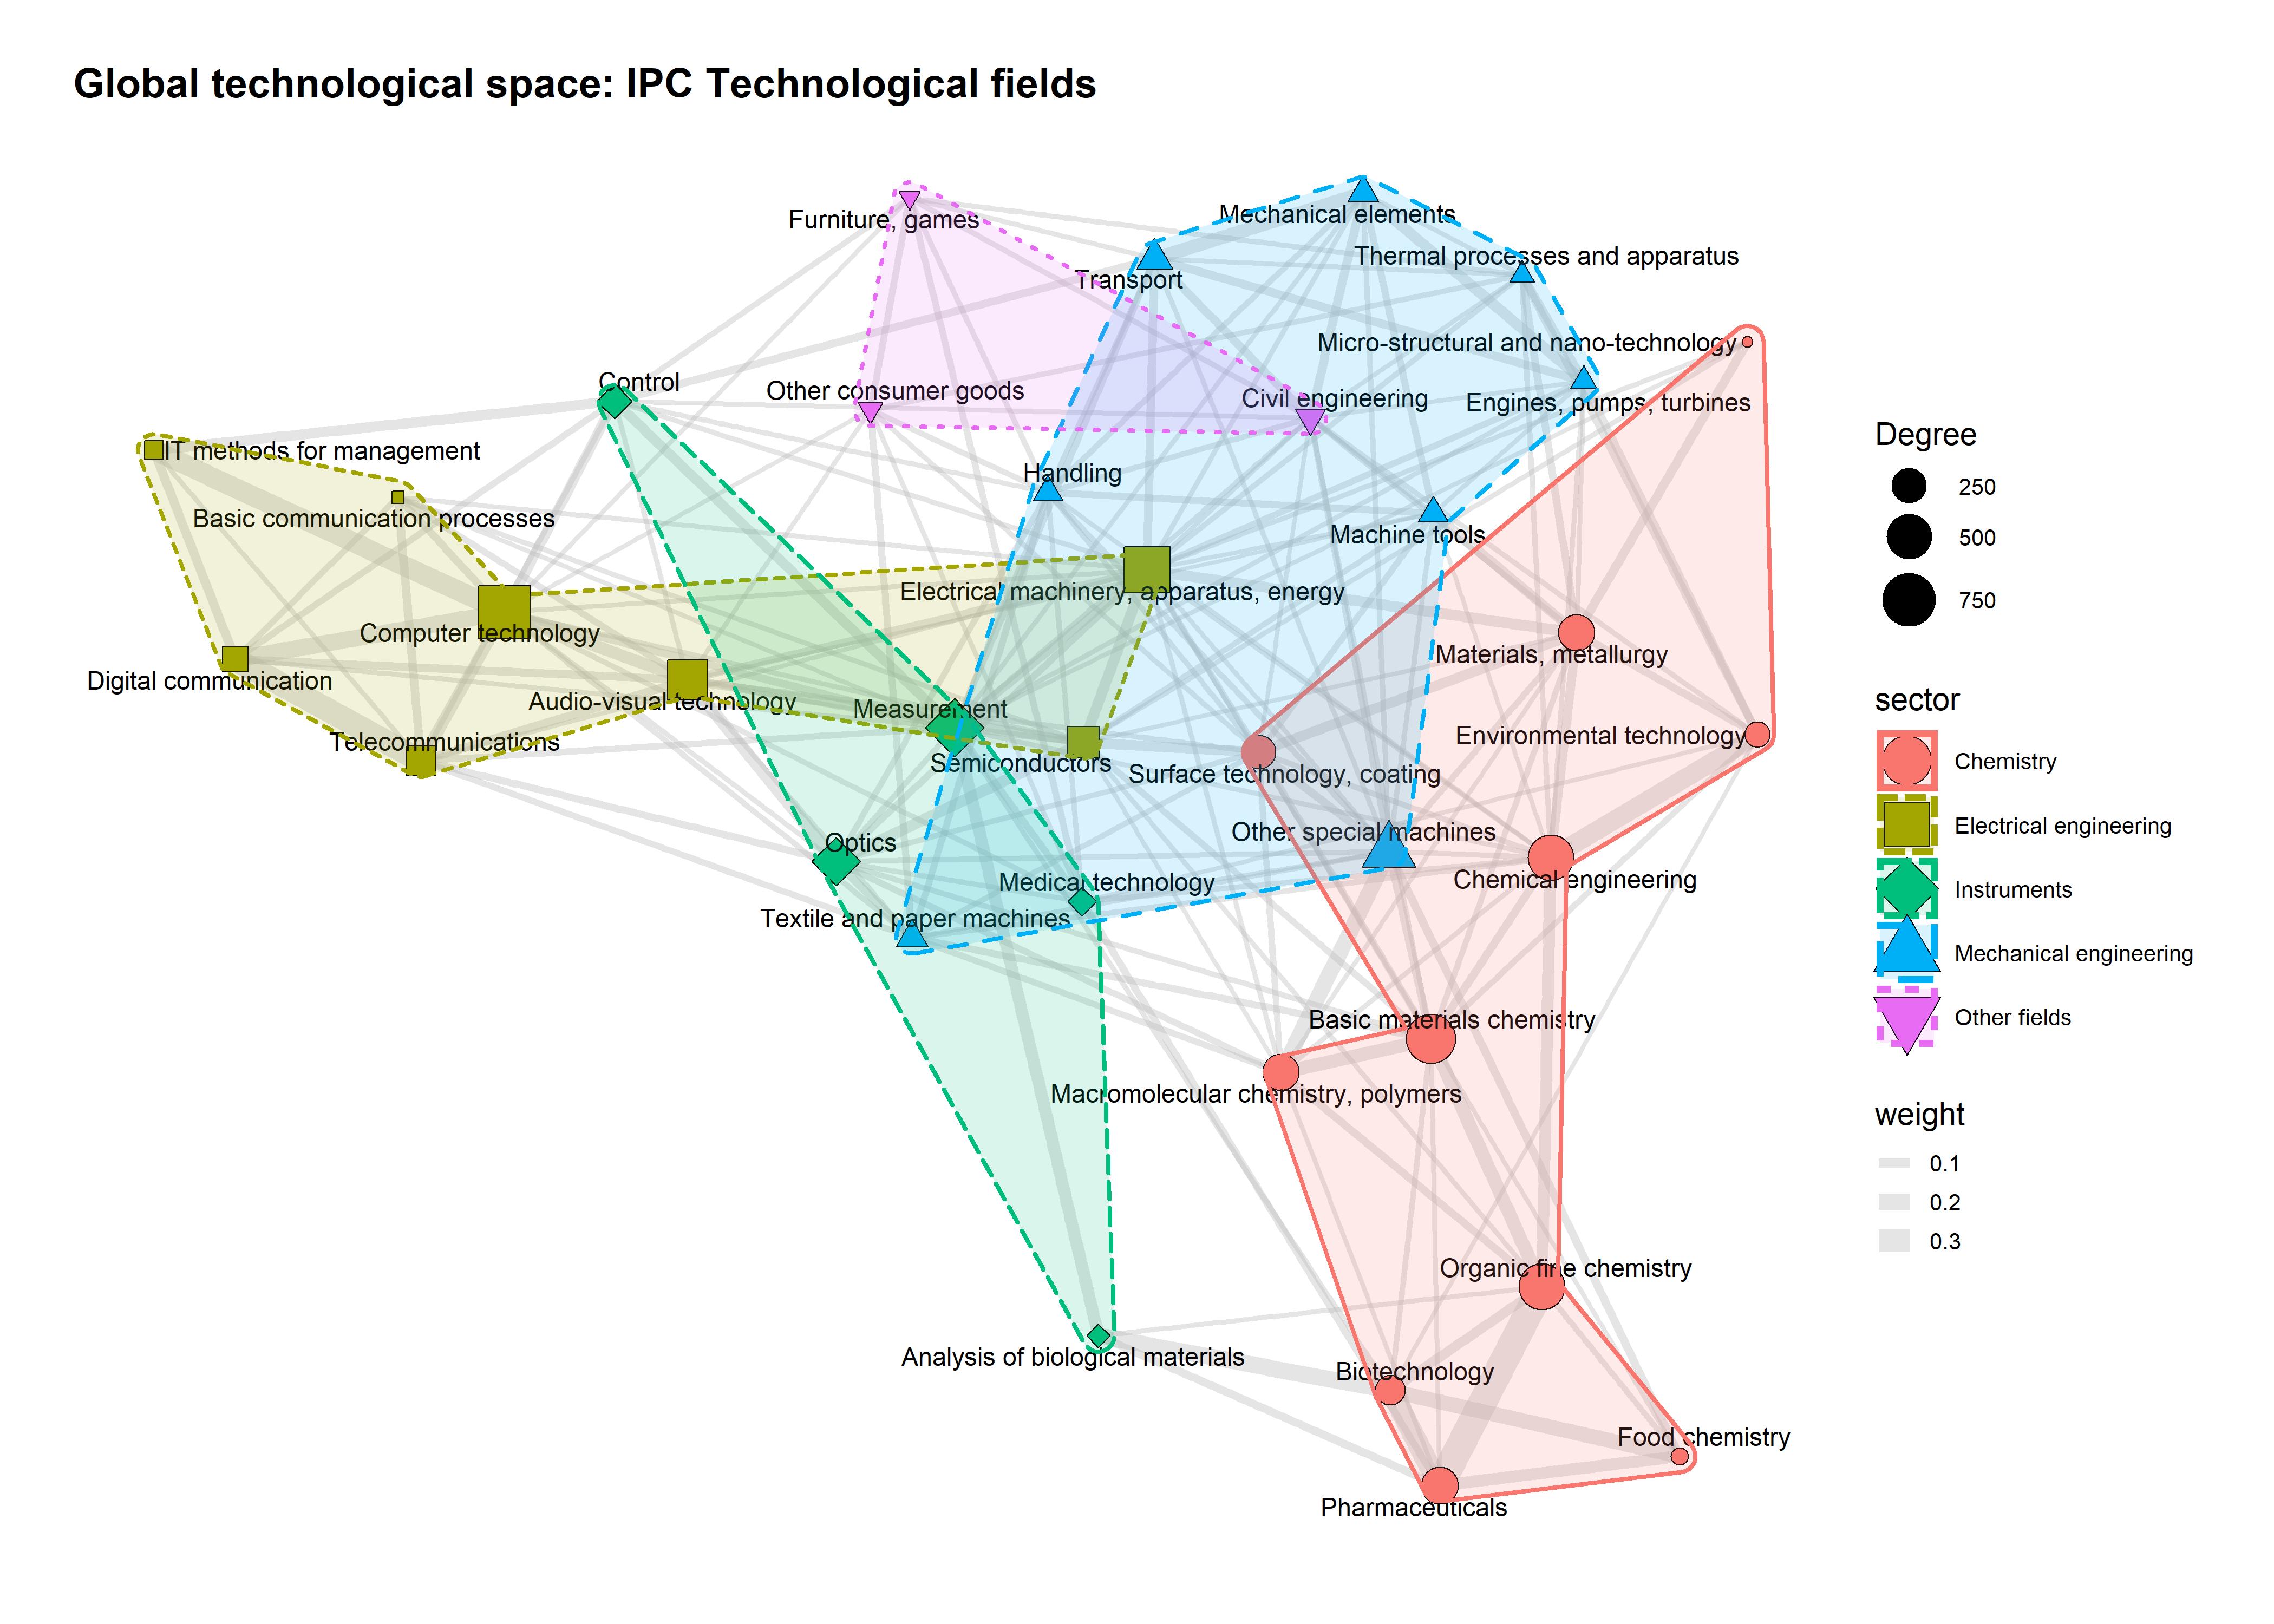 Global technological space: IPC Technological fields
Furniture, games
Mechanical elements
Thermal processes and apparatus
Transport
Micro-structural and nano-technology
Control
Other consumer goods
Civil engineering
Engines, pumps, turbines
IT methods for management
Handling
Basic communication processes
Machine tools
Electrical machinery, apparatus, energy
Computer technology
Materials, metallurgy
Digital communication
Audio-visual technology
Measurement
Telecommunications
Environmental technology
Semiconductors
Surface technology, coating
Optics
Other special machines
Medical technology
Chemical engineering
Textile and paper machines
Basic materials chemistry
Macromolecular chemistry, polymers
Organic fine chemistry
Analysis of biological materials
Biotechnology
Food chemistry
Pharmaceuticals
Degree
250
500
750
sector
Chemistry
Electrical engineering
Instruments
Mechanical engineering
Other fields
weight
0.1
0.2
0.3